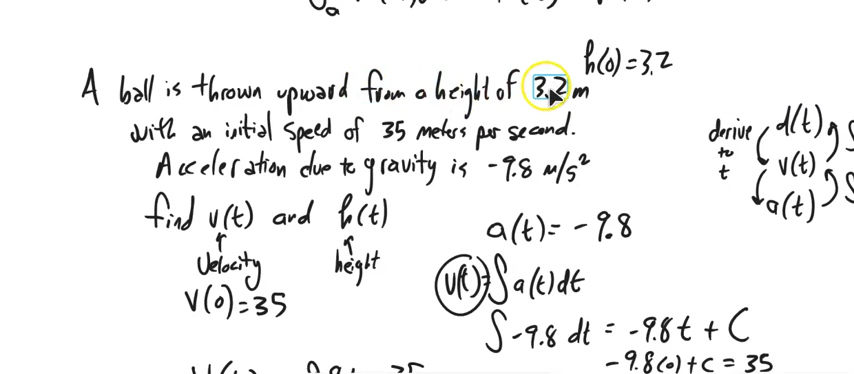 h(0)=3.2
A ball is thrown upward from a height of 3.2 m
with an initial speed of 35 meters per second.
Acceleration due to gravity is -9.8 m/s²
find v(t) and h(t)
velocity
height
V(0)=35
a(t)= -9.8
v(t)=∫a(t)dt
∫-9.8 dt = -9.8t + C
-9.8(0)+C = 35
derive
to
t
d(t)
v(t)
a(t)